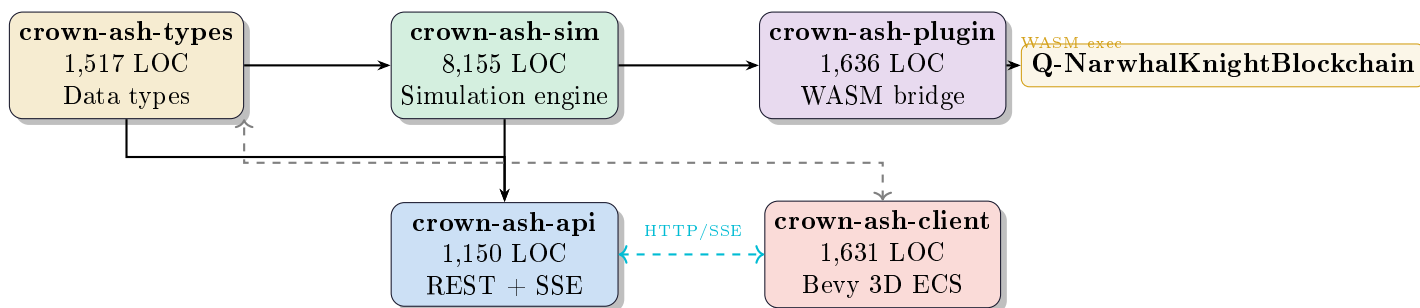 crown-ash-types
1,517 LOC
Data types
crown-ash-sim
8,155 LOC
Simulation engine
crown-ash-plugin
1,636 LOC
WASM bridge
WASM exec
Q-NarwhalKnightBlockchain
crown-ash-api
1,150 LOC
REST + SSE
HTTP/SSE
crown-ash-client
1,631 LOC
Bevy 3D ECS